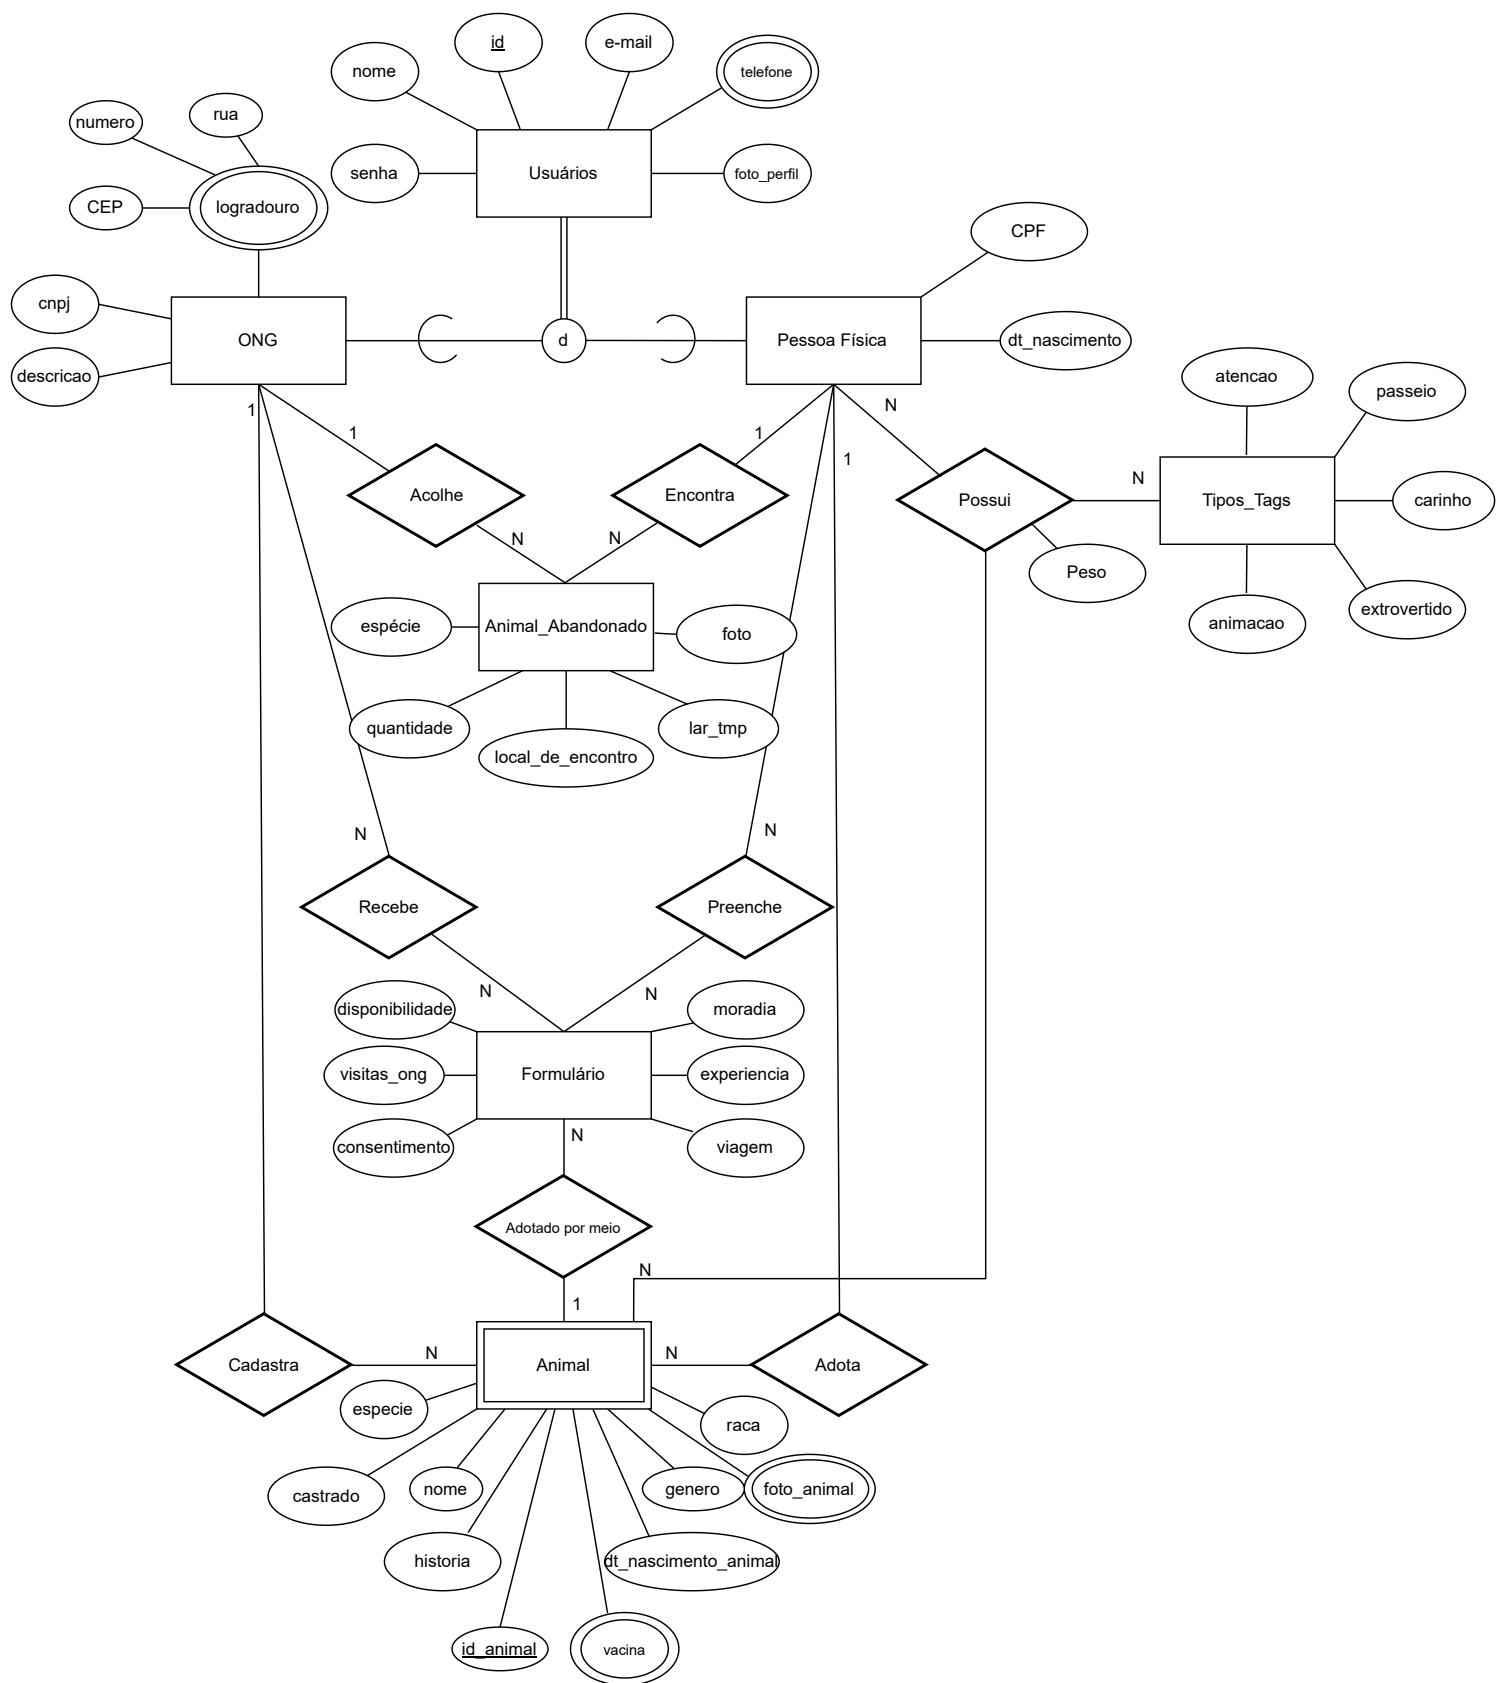 id
e-mail
nome
telefone
rua
numero
senha
Usuários
foto_perfil
CEP
logradouro
CPF
cnpj
ONG
d
Pessoa Física
dt_nascimento
descricao
atencao
passeio
1
1
1
N
1
N
Acolhe
Encontra
Possui
Tipos_Tags
carinho
N
N
Peso
espécie
Animal_Abandonado
foto
animacao
extrovertido
quantidade
lar_tmp
local_de_encontro
N
N
Recebe
Preenche
N
N
disponibilidade
moradia
visitas_ong
Formulário
experiencia
N
consentimento
viagem
Adotado por meio
N
1
N
N
Cadastra
Animal
Adota
especie
raca
castrado
nome
genero
foto_animal
historia
dt_nascimento_animal
id_animal
vacina